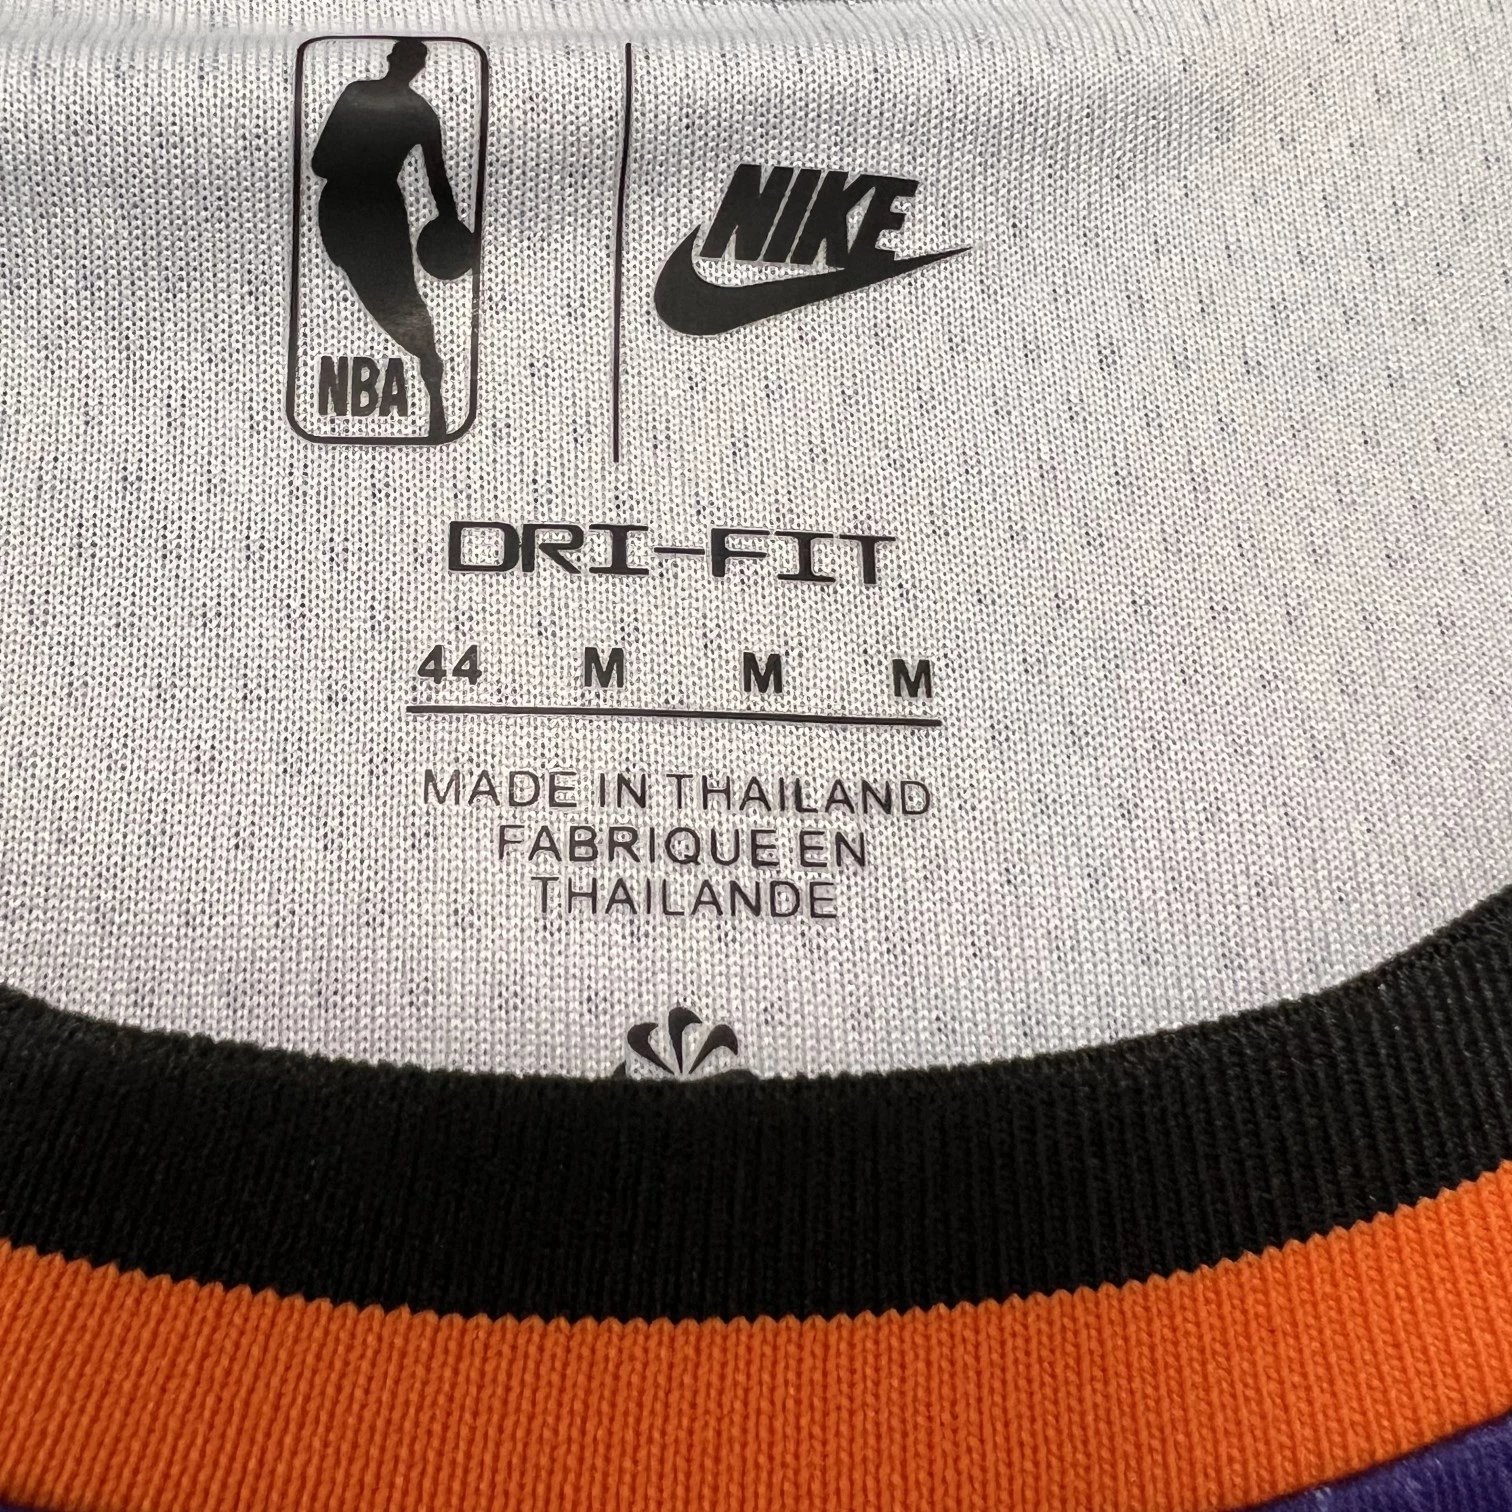 NBA
NIKE
DRI-FIT
44 M M M
MADE IN THAILAND
FABRIQUE EN
THAILANDE